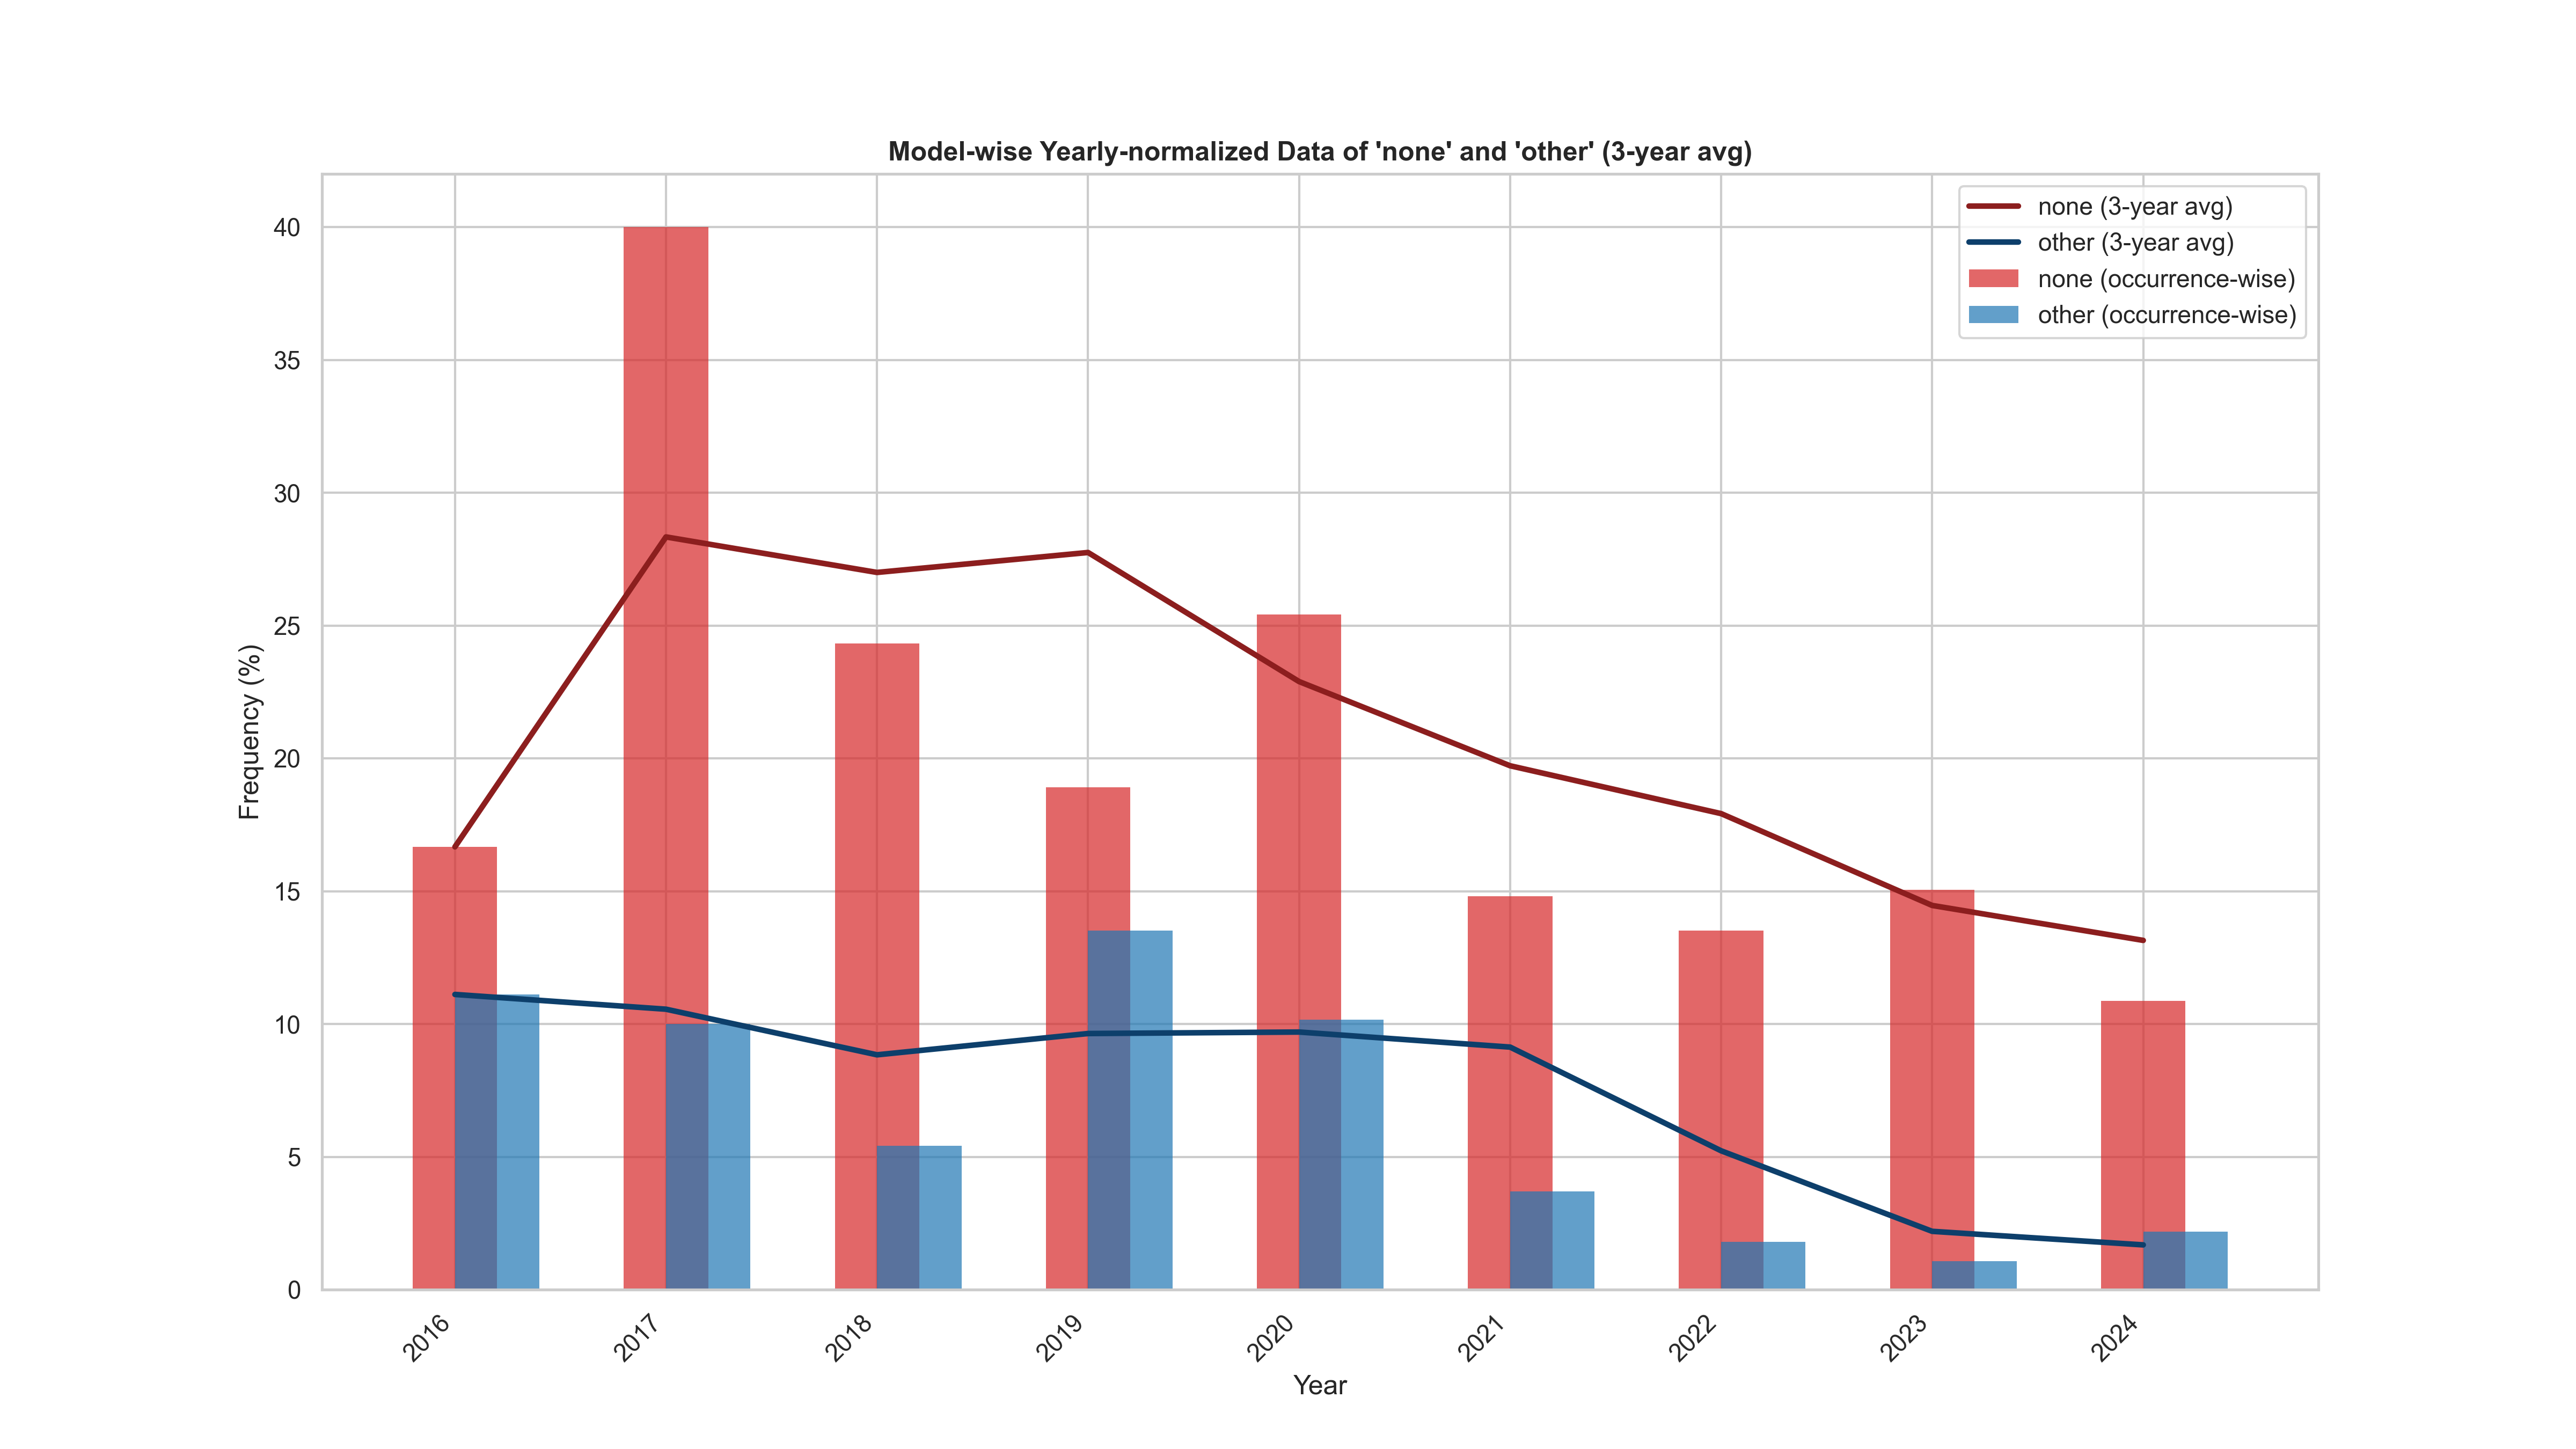 Model-wise Yearly-normalized Data of 'none' and 'other' (3-year avg)
none (3-year avg)
other (3-year avg)
none (occurrence-wise)
other (occurrence-wise)
Frequency (%)
40
35
30
25
20
15
10
5
0
2016
2017
2018
2019
2020
2021
2022
2023
2024
Year